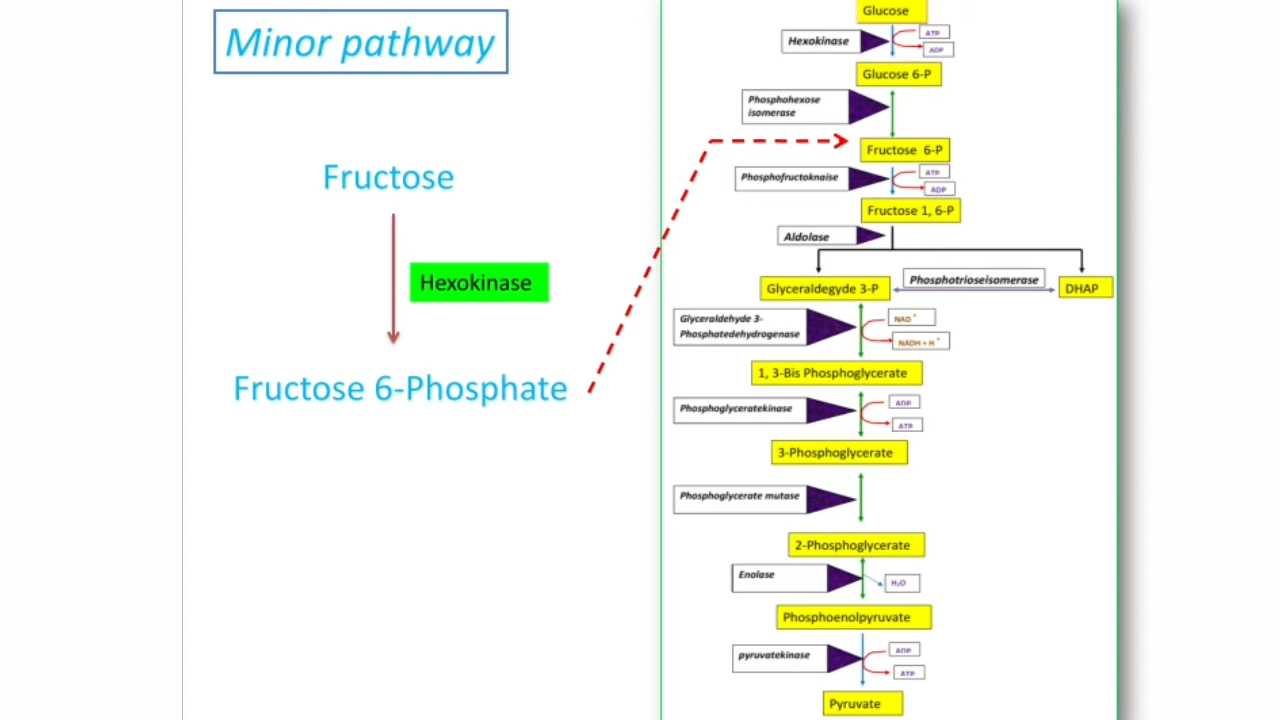 Minor pathway
Fructose
Hexokinase
Fructose 6-Phosphate
Glucose
Hexokinase
ATP
ADP
Glucose 6-P
Phosphohexose
isomerase
Fructose 6-P
Phosphofructoknaise
ATP
ADP
Fructose 1, 6-P
Aldolase
Glyceraldegyde 3-P
Phosphotrioseisomerase
DHAP
Glyceraldehyde 3-
Phosphatedehydrogenase
NAD+
NADH + H+
1, 3-Bis Phosphoglycerate
Phosphoglyceratekinase
ADP
ATP
3-Phosphoglycerate
Phosphoglycerate mutase
2-Phosphoglycerate
Enolase
H₂O
Phosphoenolpyruvate
pyruvatekinase
ADP
ATP
Pyruvate